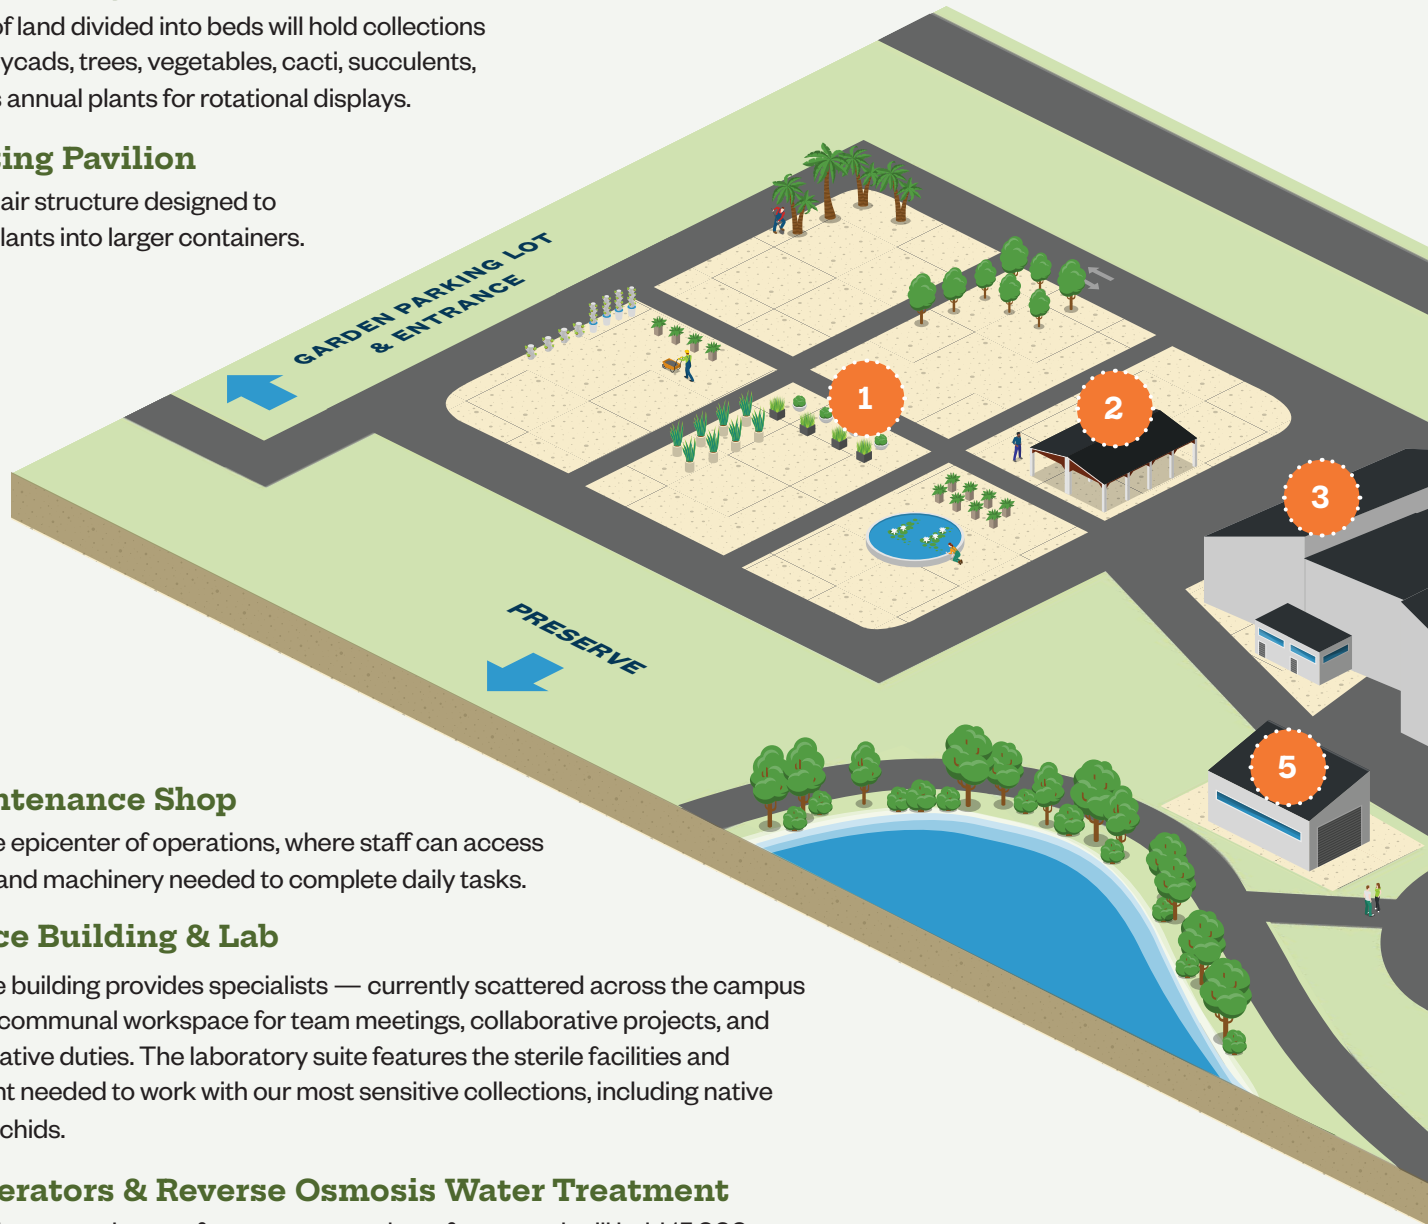 of land divided into beds will hold collections
ycads, trees, vegetables, cacti, succulents,
s annual plants for rotational displays.
ting Pavilion
air structure designed to
lants into larger containers.
GARDEN PARKING LOT
& ENTRANCE
1
2
3
PRESERVE
5
ntenance Shop
e epicenter of operations, where staff can access
and machinery needed to complete daily tasks.
ce Building & Lab
e building provides specialists — currently scattered across the campus
communal workspace for team meetings, collaborative projects, and
ative duties. The laboratory suite features the sterile facilities and
nt needed to work with our most sensitive collections, including native
chids.
erators & Reverse Osmosis Water Treatment